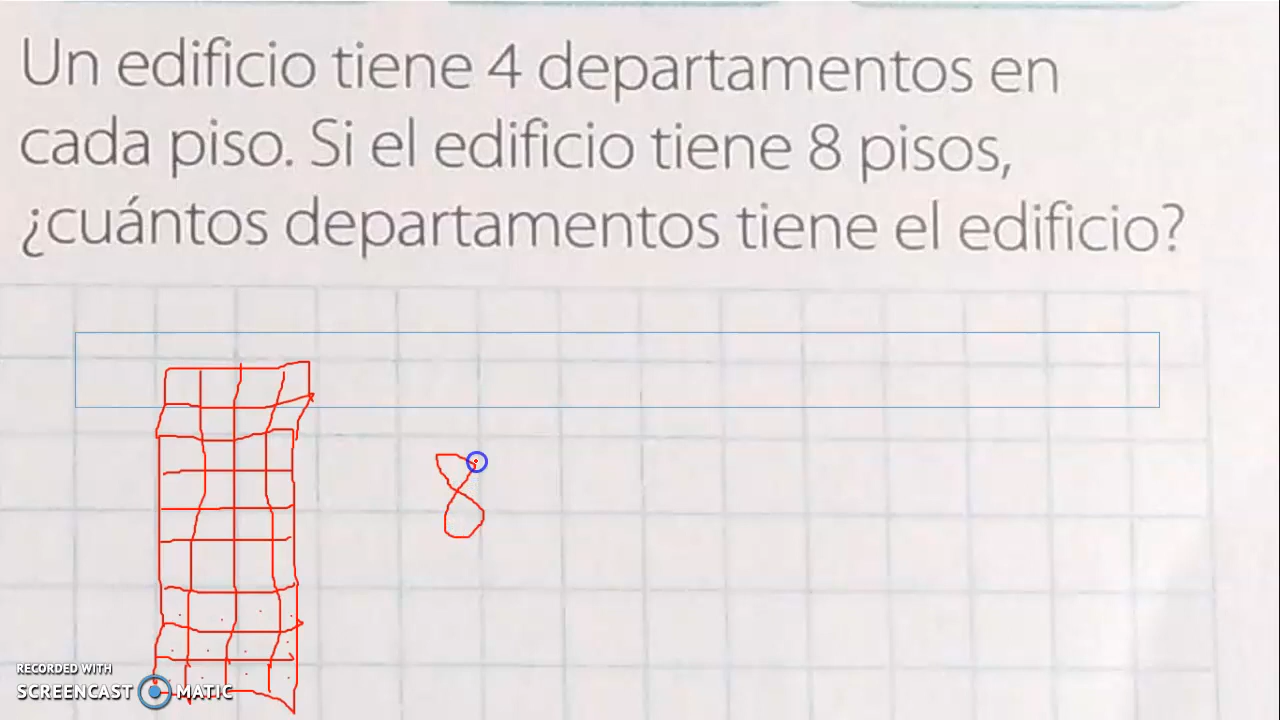 Un edificio tiene 4 departamentos en
cada piso. Si el edificio tiene 8 pisos,
¿cuántos departamentos tiene el edificio?
8
RECORDED WITH
SCREENCAST MATIC